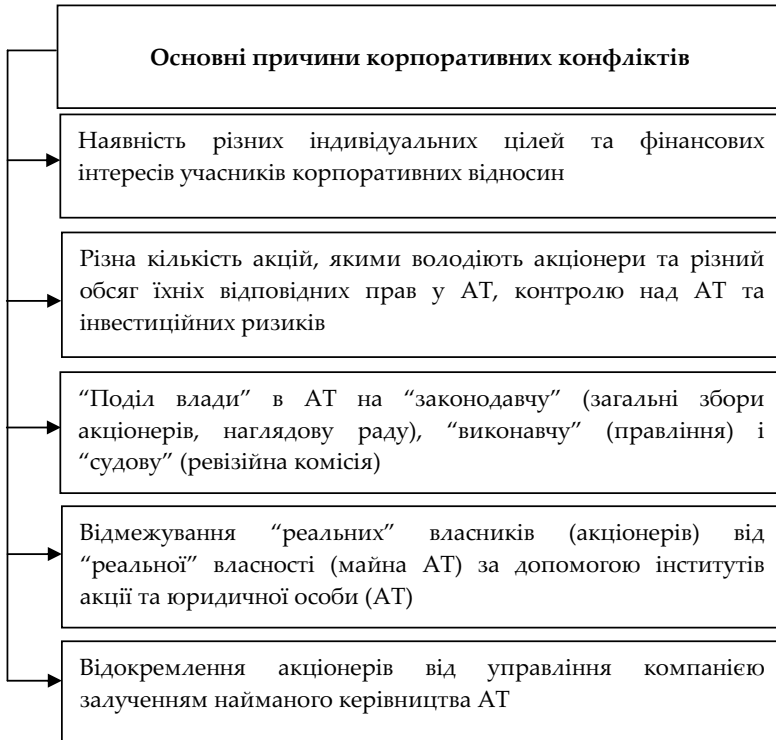 Основні причини корпоративних конфліктів
Наявність різних індивідуальних цілей та фінансових
інтересів учасників корпоративних відносин
Різна кількість акцій, якими володіють акціонери та різний
обсяг їхніх відповідних прав у АТ, контролю над АТ та
інвестиційних ризиків
“Поділ влади” в АТ на “законодавчу” (загальні збори
акціонерів, наглядову раду), “виконавчу” (правління) і
“судову” (ревізійна комісія)
Відмежування “реальних” власників (акціонерів) від
“реальної” власності (майна АТ) за допомогою інститутів
акції та юридичної особи (АТ)
Відокремлення акціонерів від управління компанією
залученням найманого керівництва АТ